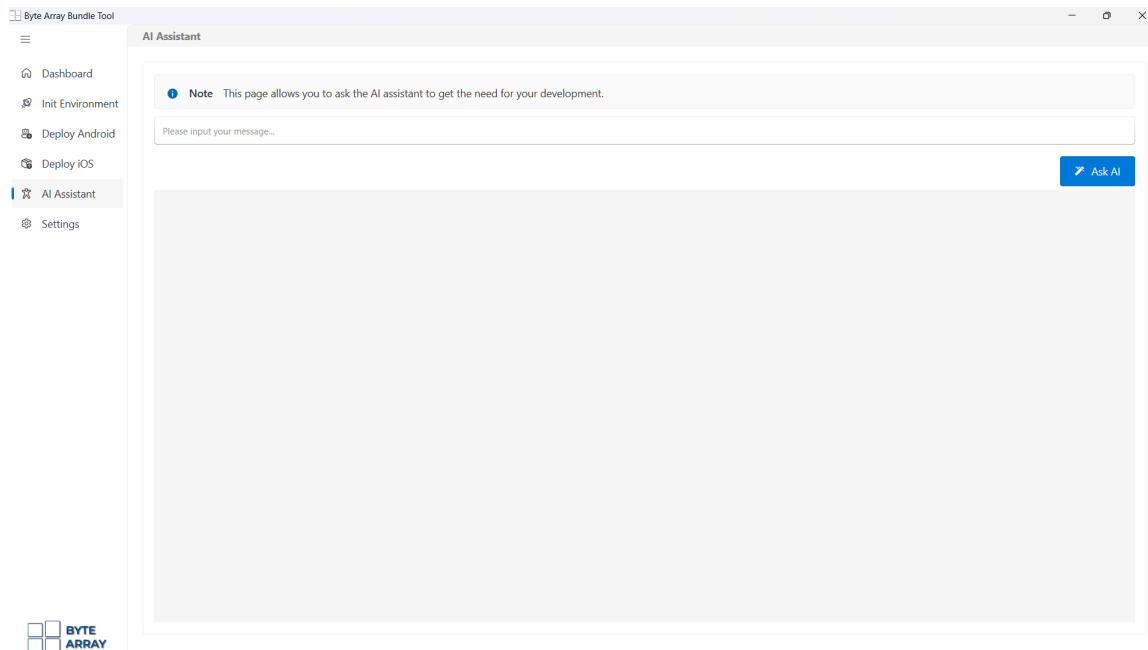 Byte Array Bundle Tool
AI Assistant
Dashboard
Init Environment
Deploy Android
Deploy iOS
AI Assistant
Settings
Note This page allows you to ask the AI assistant to get the need for your development.
Please input your message...
Ask AI
BYTE
ARRAY